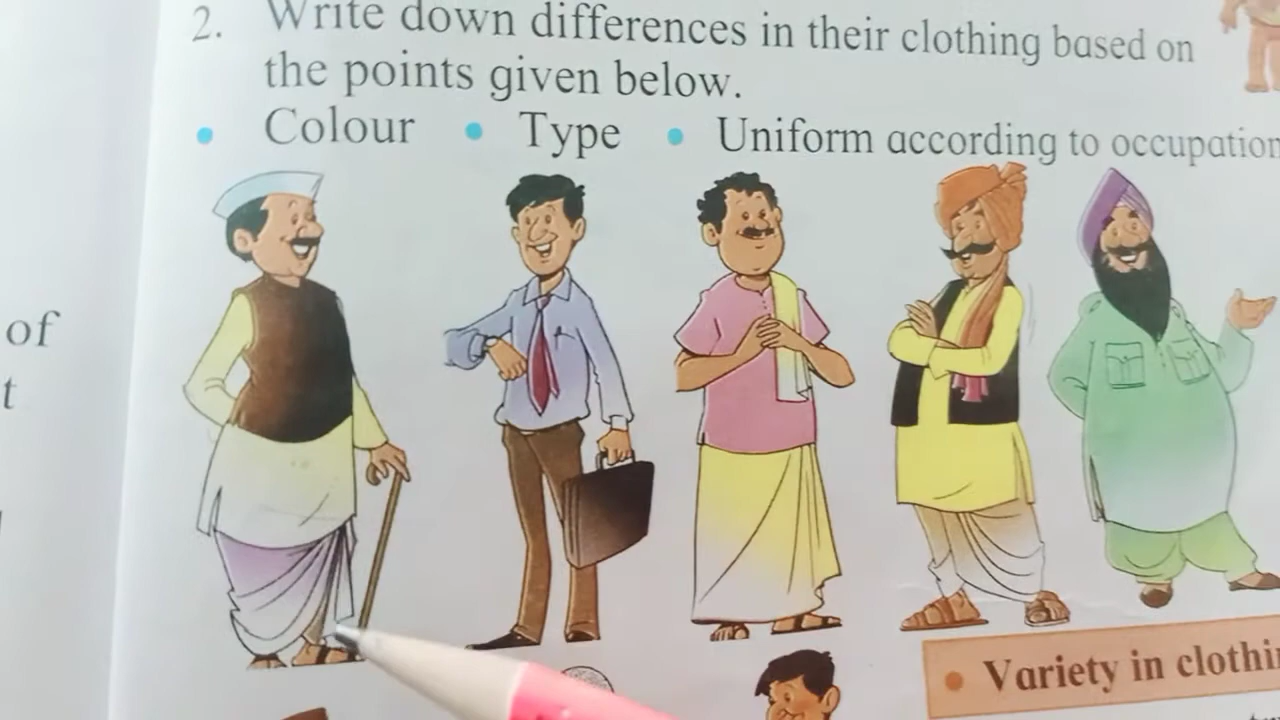 2. Write down differences in their clothing based on
the points given below.
• Colour • Type • Uniform according to occupation
of
t
• Variety in clothi